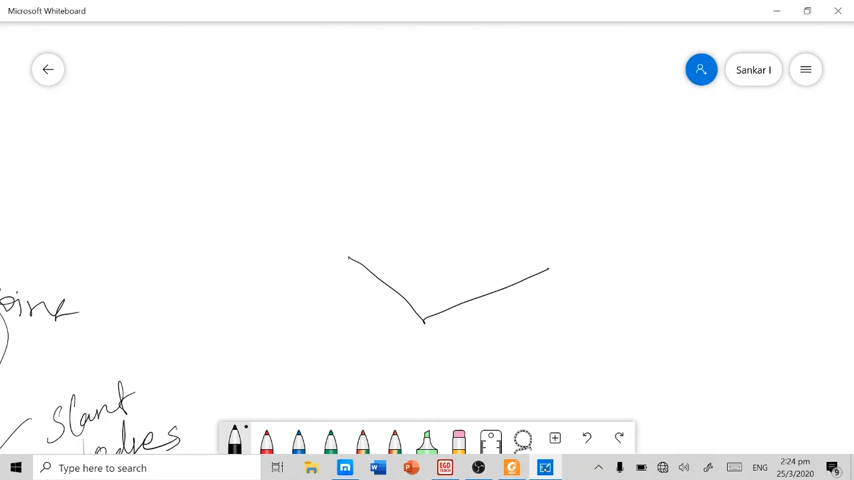 Microsoft Whiteboard
Sankar I
slant
Type here to search
ENG
2:24 pm
25/3/2020